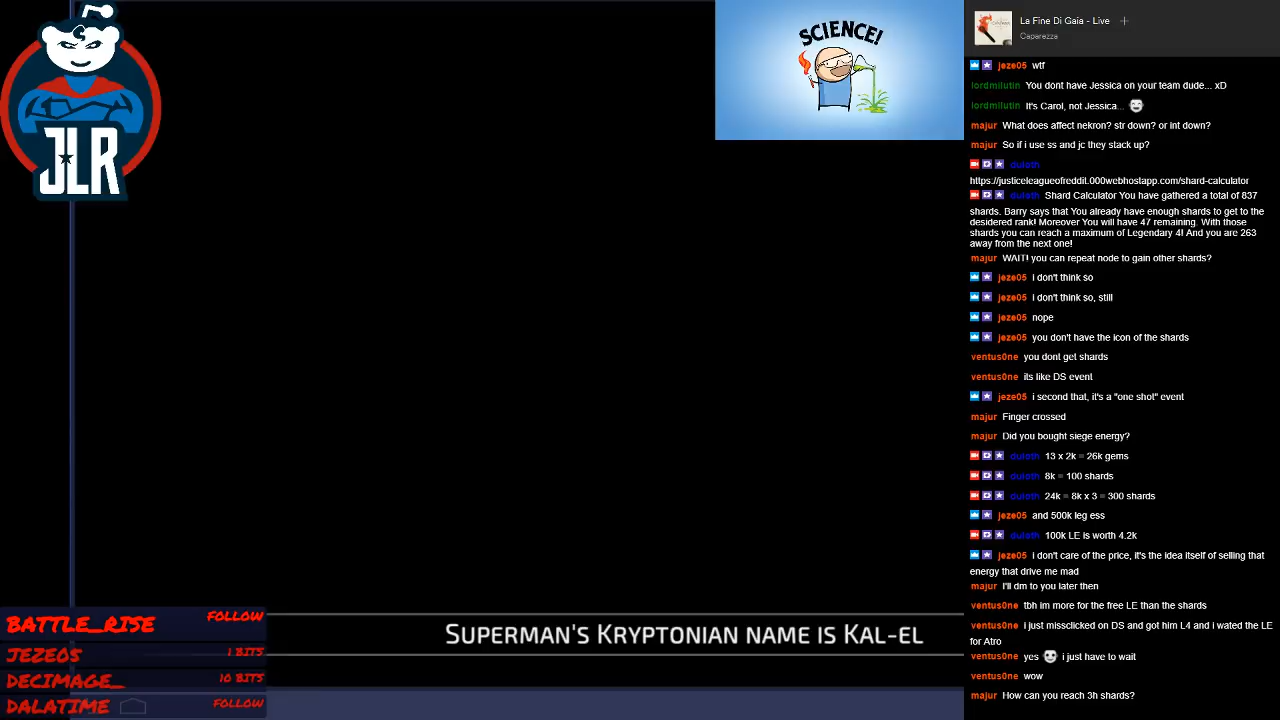 JLR
SCIENCE!
La Fine Di Gaia - Live
Caparezza
jeze05 wtf
lordmilutin You dont have Jessica on your team dude... xD
lordmilutin It's Carol, not Jessica...
majur What does affect nekron? str down? or int down?
majur So if i use ss and jc they stack up?
duloth
https://justiceleagueofreddit.000webhostapp.com/shard-calculator
duloth Shard Calculator You have gathered a total of 837
shards. Barry says that You already have enough shards to get to the
desidered rank! Moreover You will have 47 remaining. With those
shards you can reach a maximum of Legendary 4! And you are 263
away from the next one!
majur WAIT! you can repeat node to gain other shards?
jeze05 i don't think so
jeze05 i don't think so, still
jeze05 nope
jeze05 you don't have the icon of the shards
ventus0ne you dont get shards
ventus0ne its like DS event
jeze05 i second that, it's a "one shot" event
majur Finger crossed
majur Did you bought siege energy?
duloth 13 x 2k = 26k gems
duloth 8k = 100 shards
duloth 24k = 8k x 3 = 300 shards
jeze05 and 500k leg ess
duloth 100k LE is worth 4.2k
jeze05 i don't care of the price, it's the idea itself of selling that
energy that drive me mad
majur I'll dm to you later then
ventus0ne tbh im more for the free LE than the shards
ventus0ne i just missclicked on DS and got him L4 and i wated the LE
for Atro
ventus0ne yes i just have to wait
ventus0ne wow
majur How can you reach 3h shards?
BATTLE_RISE FOLLOW
JEZE05 1 BITS
DECIMAGE_ 10 BITS
DALATIME FOLLOW
SUPERMAN'S KRYPTONIAN NAME IS KAL-EL